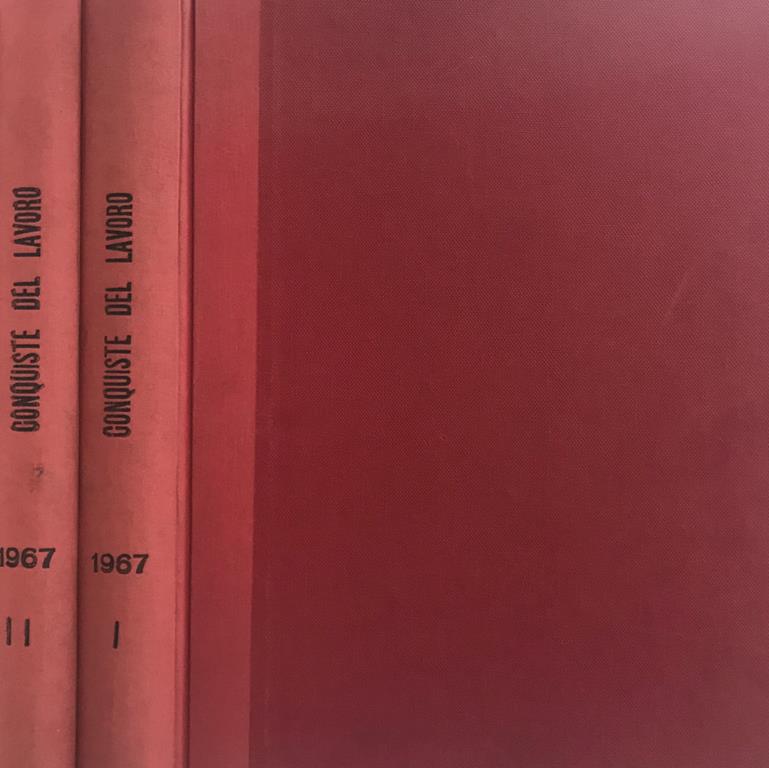 CONQUISTE DEL LAVORO
1967
II
CONQUISTE DEL LAVORO
1967
I